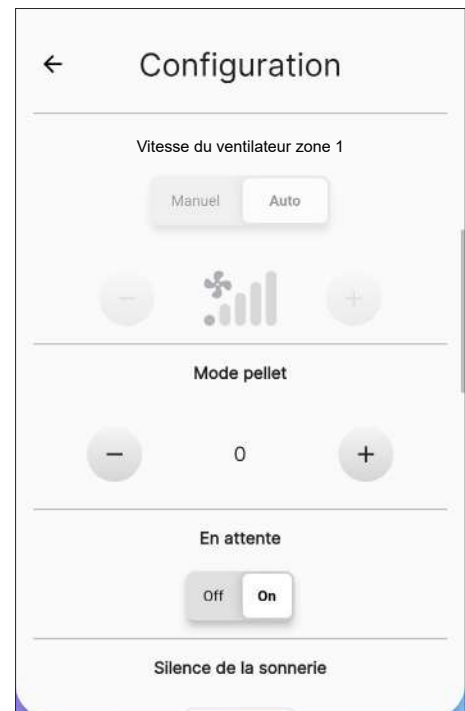 Configuration
Vitesse du ventilateur zone 1
Manuel Auto
Mode pellet
− 0 +
En attente
Off On
Silence de la sonnerie